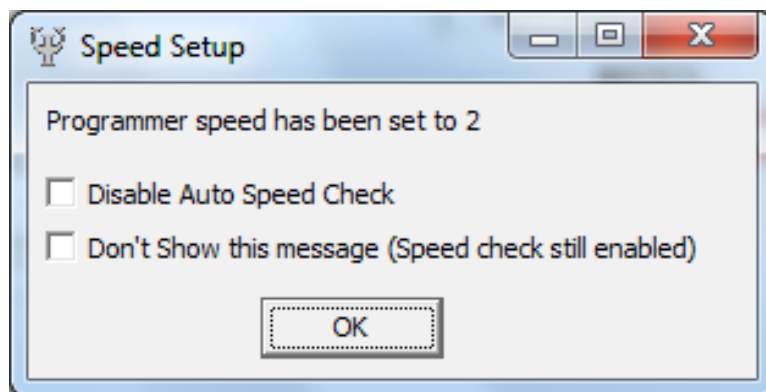 Speed Setup
Programmer speed has been set to 2
Disable Auto Speed Check
Don't Show this message (Speed check still enabled)
OK